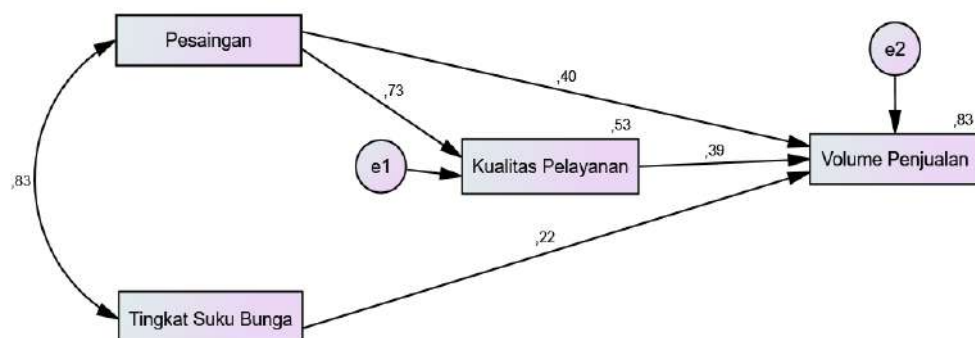 Pesaingan
e2
,40
,73
,53
,83
e1
Kualitas Pelayanan
,39
Volume Penjualan
,83
,22
Tingkat Suku Bunga